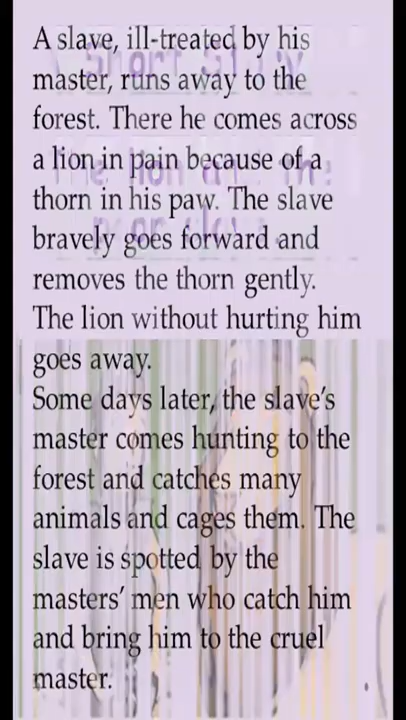 A slave, ill-treated by his
master, runs away to the
forest. There he comes across
a lion in pain because of a
thorn in his paw. The slave
bravely goes forward and
removes the thorn gently.
The lion without hurting him
goes away.
Some days later, the slave's
master comes hunting to the
forest and catches many
animals and cages them. The
slave is spotted by the
masters' men who catch him
and bring him to the cruel
master.